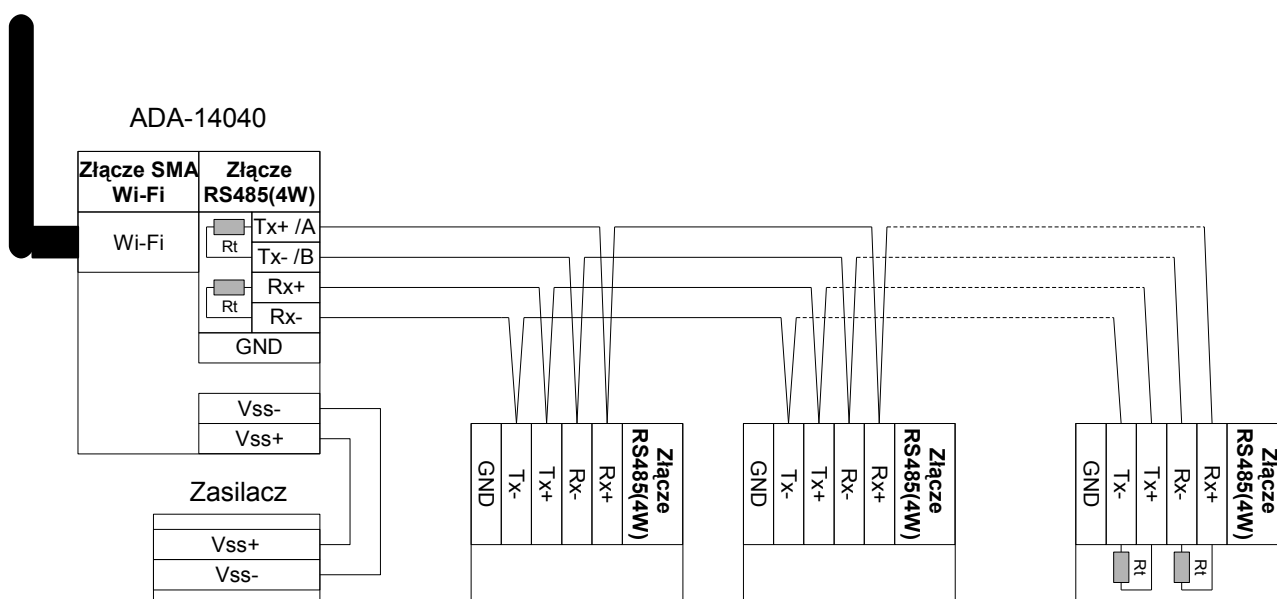 ADA-14040
Złącze SMA
Wi-Fi
Złącze
RS485(4W)
Wi-Fi
Rt
Tx+ /A
Tx- /B
Rt
Rx+
Rx-
GND
Vss-
Vss+
Zasilacz
Vss+
Vss-
GND
Tx-
Tx+
Rx-
Rx+
Złącze
RS485(4W)
GND
Tx-
Tx+
Rx-
Rx+
Złącze
RS485(4W)
GND
Tx-
Tx+
Rx-
Rx+
Złącze
RS485(4W)
Rt
Rt